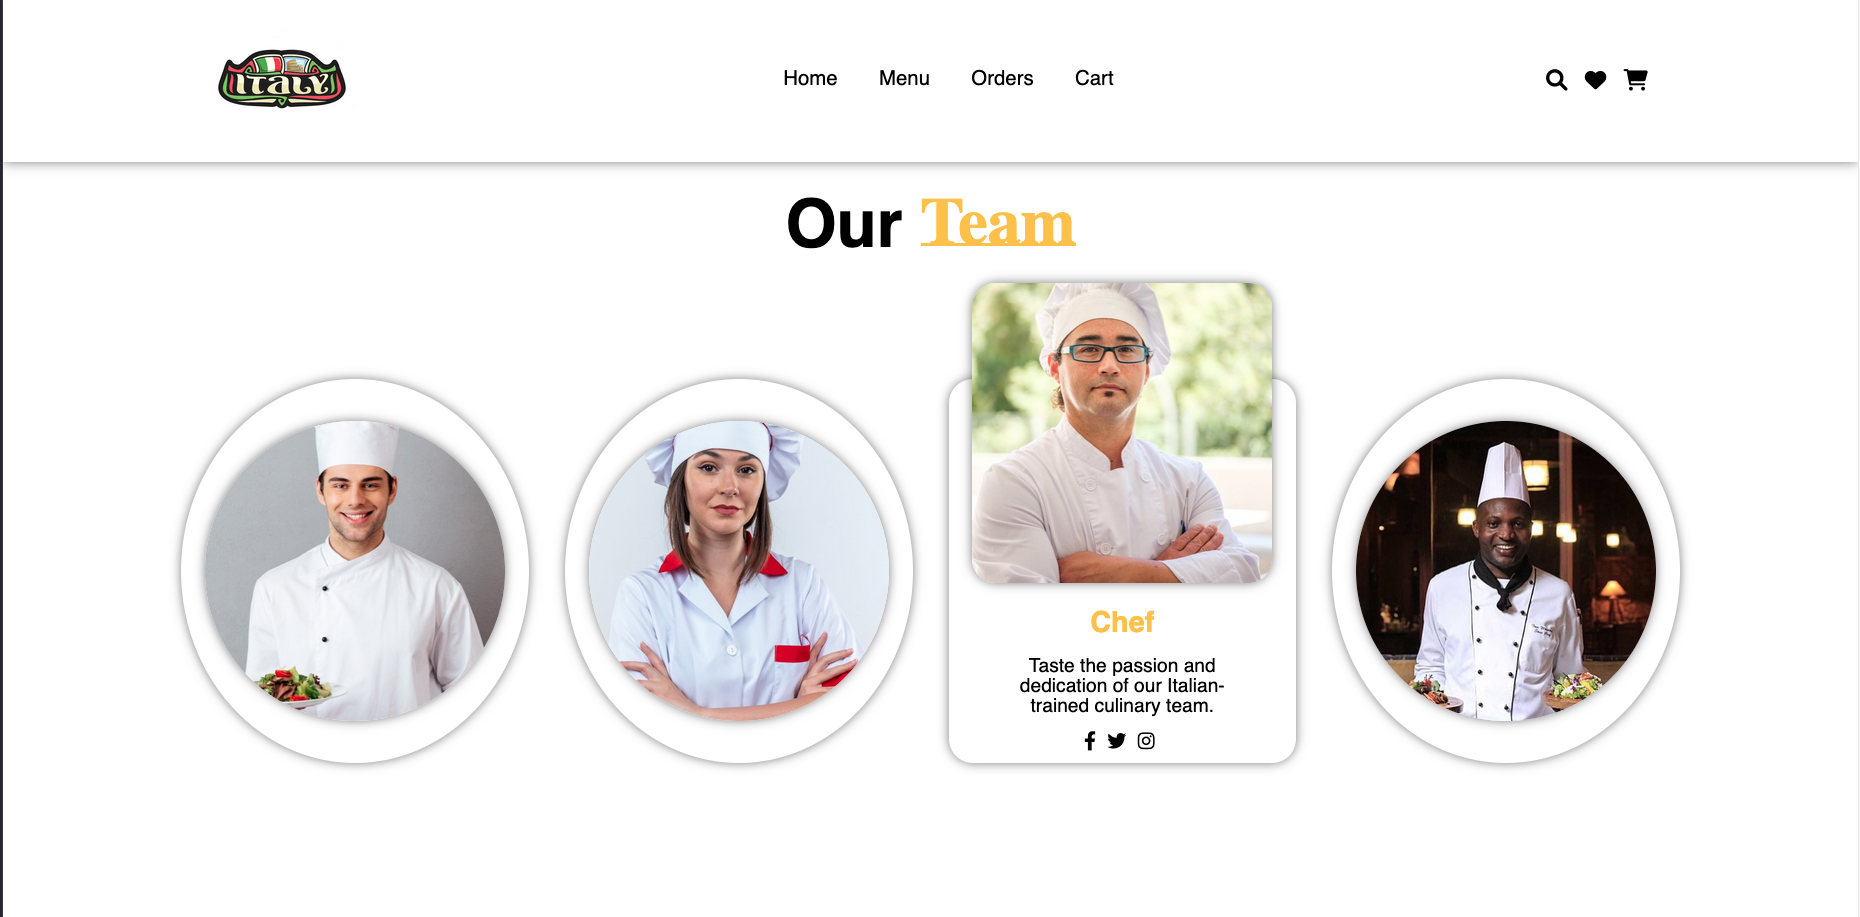 ITALY
Home Menu Orders Cart
Our Team
Chef
Taste the passion and
dedication of our Italian-
trained culinary team.